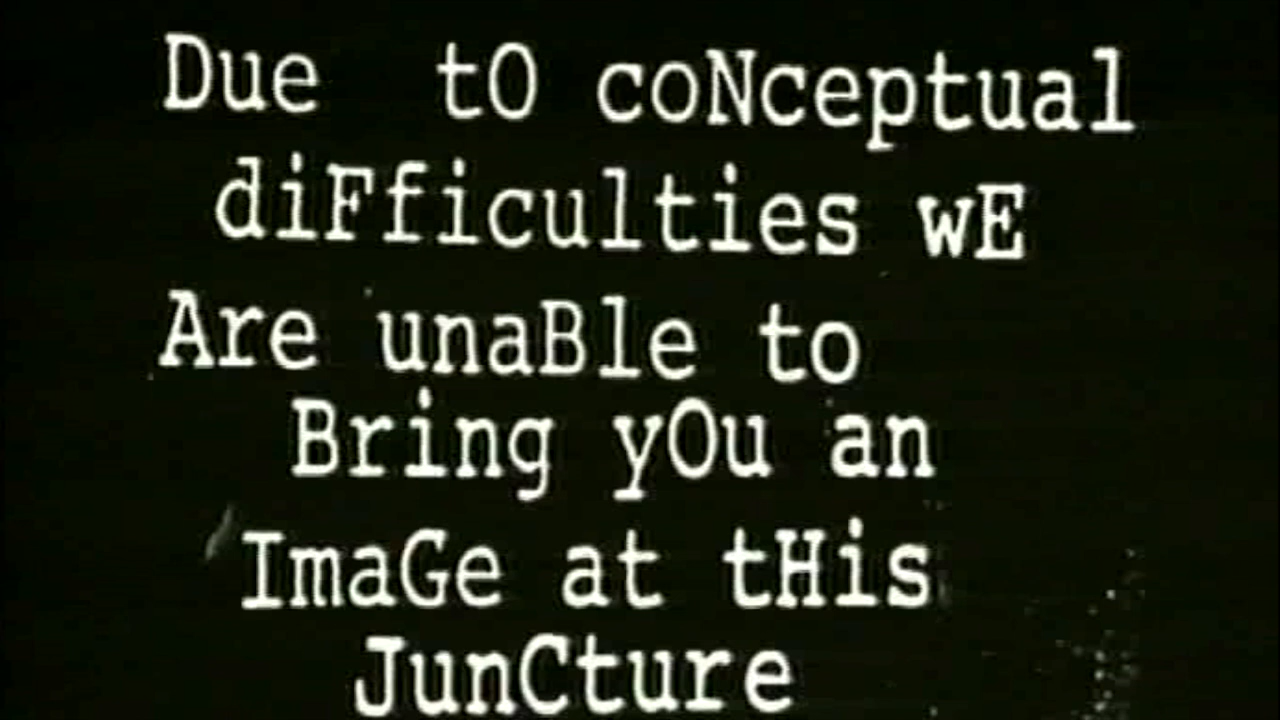 Due tO coNceptual
diFficulties wE
Are unaBle to
Bring yOu an
ImaGe at tHis
JunCture